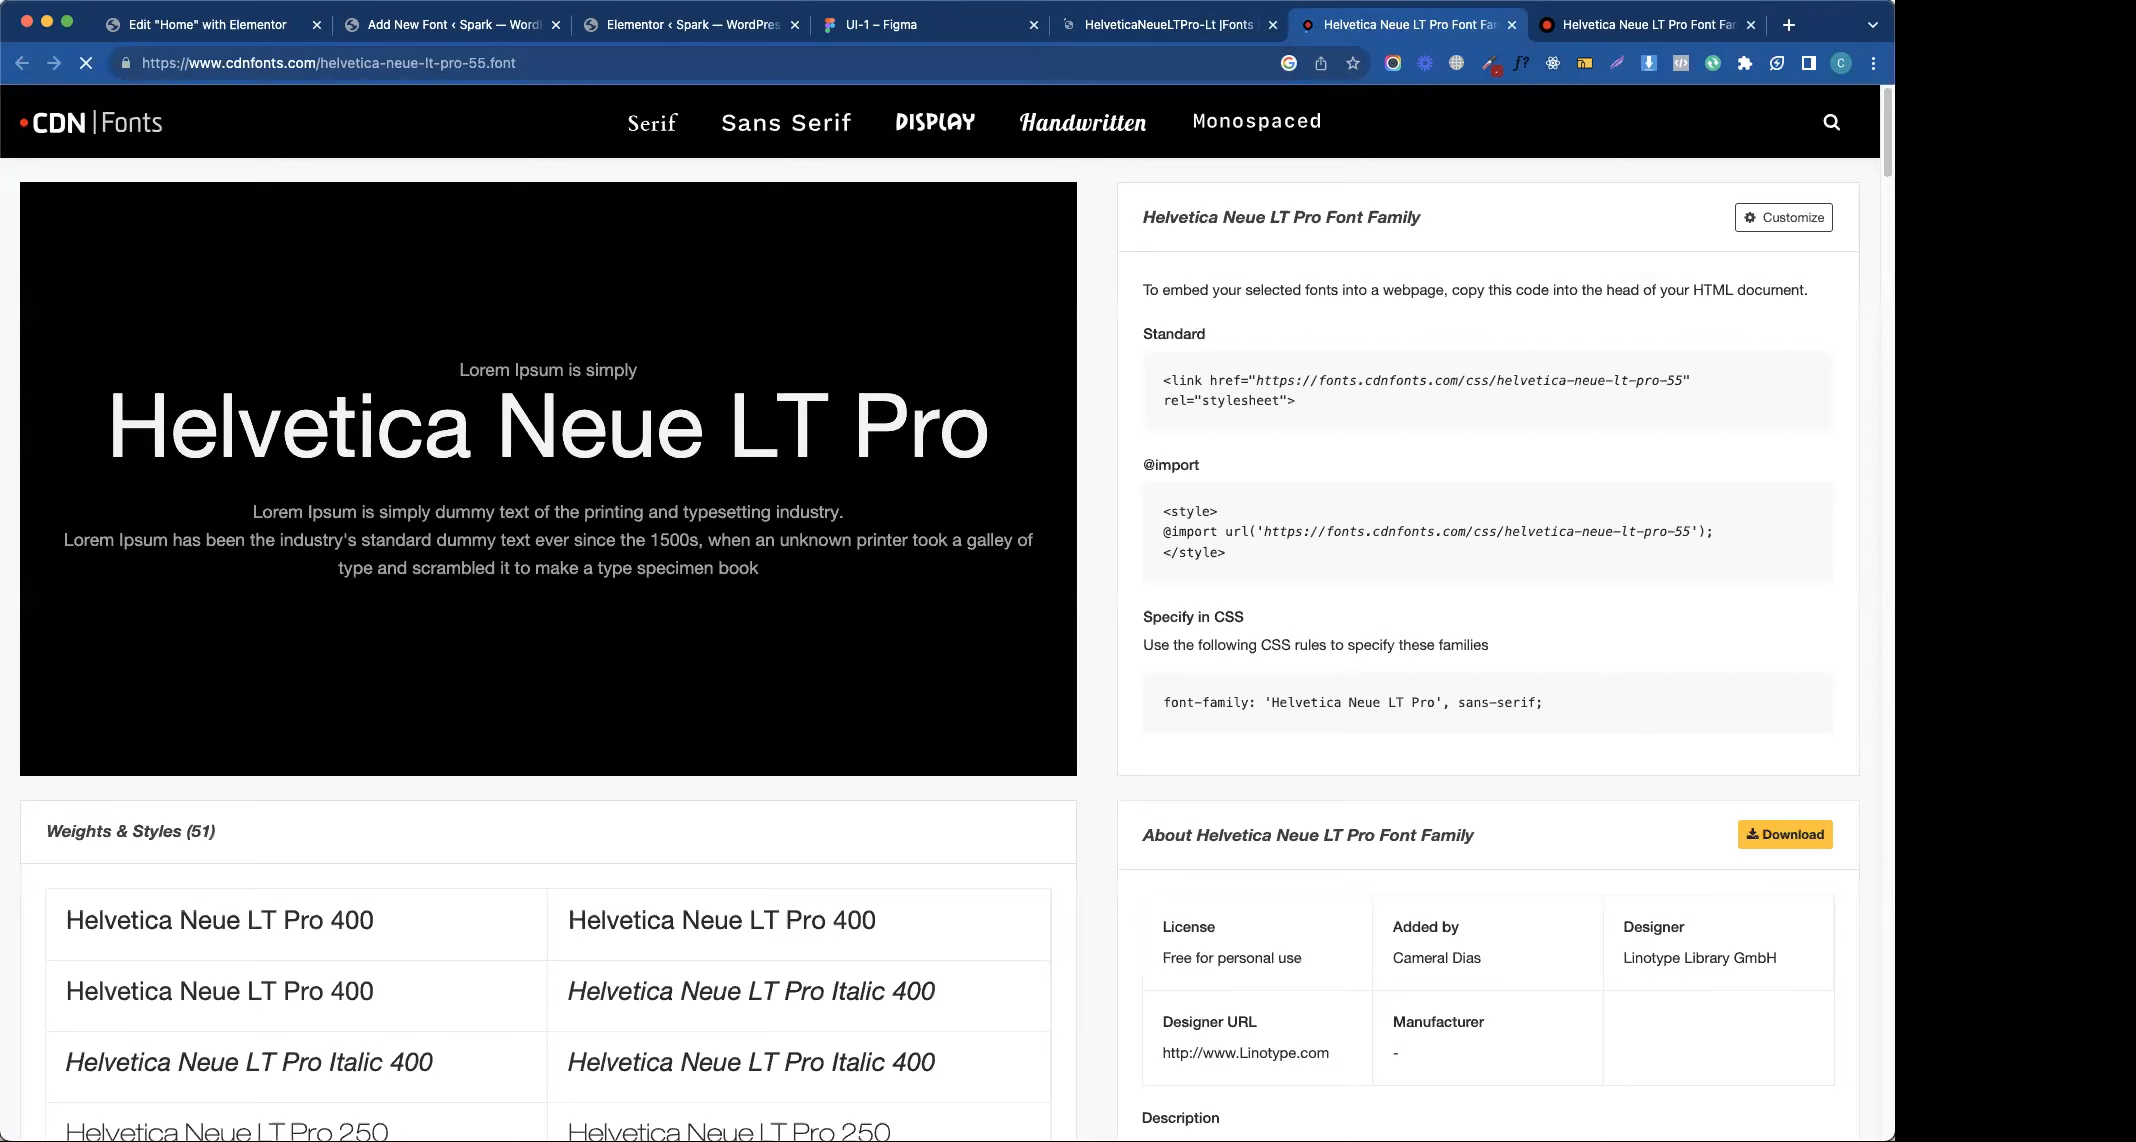 Edit "Home" with Elementor
Add New Font ‹ Spark — Word
Elementor ‹ Spark — WordPres
UI-1 – Figma
HelveticaNeueLTPro-Lt |Fonts
Helvetica Neue LT Pro Font Fa
Helvetica Neue LT Pro Font Fa
https://www.cdnfonts.com/helvetica-neue-lt-pro-55.font
C
CDN | Fonts
Serif
Sans Serif
DISPLAY
Handwritten
Monospaced
Lorem Ipsum is simply
Helvetica Neue LT Pro
Lorem Ipsum is simply dummy text of the printing and typesetting industry.
Lorem Ipsum has been the industry's standard dummy text ever since the 1500s, when an unknown printer took a galley of
type and scrambled it to make a type specimen book
Helvetica Neue LT Pro Font Family
Customize
To embed your selected fonts into a webpage, copy this code into the head of your HTML document.
Standard
<link href="https://fonts.cdnfonts.com/css/helvetica-neue-lt-pro-55"
rel="stylesheet">
@import
<style>
@import url('https://fonts.cdnfonts.com/css/helvetica-neue-lt-pro-55');
</style>
Specify in CSS
Use the following CSS rules to specify these families
font-family: 'Helvetica Neue LT Pro', sans-serif;
Weights & Styles (51)
Helvetica Neue LT Pro 400
Helvetica Neue LT Pro 400
Helvetica Neue LT Pro 400
Helvetica Neue LT Pro Italic 400
Helvetica Neue LT Pro Italic 400
Helvetica Neue LT Pro Italic 400
Helvetica Neue LT Pro 250
Helvetica Neue LT Pro 250
About Helvetica Neue LT Pro Font Family
Download
License
Free for personal use
Added by
Cameral Dias
Designer
Linotype Library GmbH
Designer URL
http://www.Linotype.com
Manufacturer
-
Description